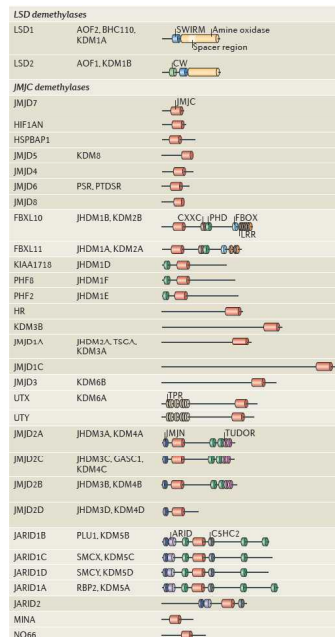 LSD demethylases
LSD1 AOF2, BHC110, KDM1A SWIRM Amine oxidase Spacer region
LSD2 AOF1, KDM1B CW
JMJC demethylases
JMJD7 JMJC
HIF1AN
HSPBAP1
JMJD5 KDM8
JMJD4
JMJD6 PSR, PTDSR
JMJD8
FBXL10 JHDM1B, KDM2B CXXC PHD FBOX LRR
FBXL11 JHDM1A, KDM2A
KIAA1718 JHDM1D
PHF8 JHDM1F
PHF2 JHDM1E
HR
KDM3B
JMJD1A JHDM2A, TSGA, KDM3A
JMJD1C
JMJD3 KDM6B
UTX KDM6A TPR
UTY
JMJD2A JHDM3A, KDM4A JMJN TUDOR
JMJD2C JHDM3C, GASC1, KDM4C
JMJD2B JHDM3B, KDM4B
JMJD2D JHDM3D, KDM4D
JARID1B PLU1, KDM5B ARID C5HC2
JARID1C SMCX, KDM5C
JARID1D SMCY, KDM5D
JARID1A RBP2, KDM5A
JARID2
MINA
NO66